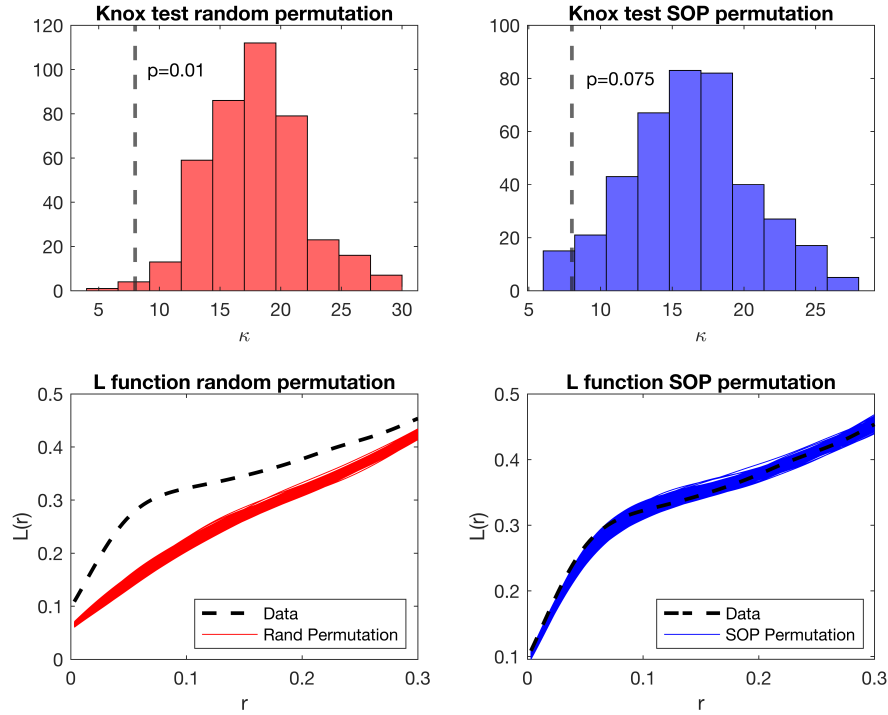 Knox test random permutation
120
100
80
60
40
20
0
p=0.01
5
10
15
20
25
30
κ
Knox test SOP permutation
100
80
60
40
20
0
p=0.075
5
10
15
20
25
κ
L function random permutation
0.5
0.4
0.3
0.2
0.1
0
L(r)
Data
Rand Permutation
0
0.1
0.2
0.3
r
L function SOP permutation
0.5
0.4
0.3
0.2
0.1
L(r)
Data
SOP Permutation
0
0.1
0.2
0.3
r